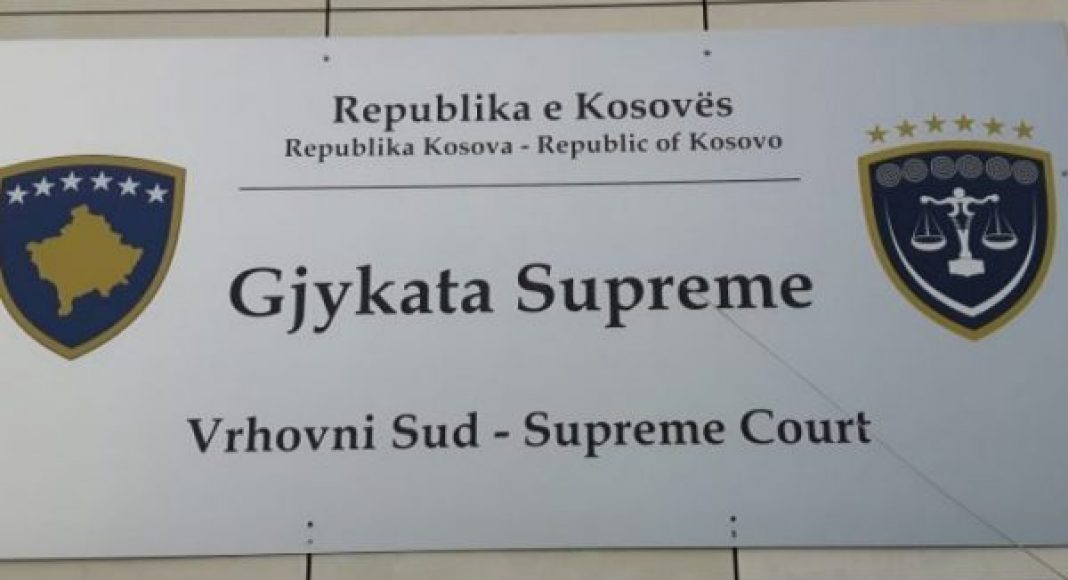 Republika e Kosovës
Republika Kosova - Republic of Kosovo
Gjykata Supreme
Vrhovni Sud - Supreme Court